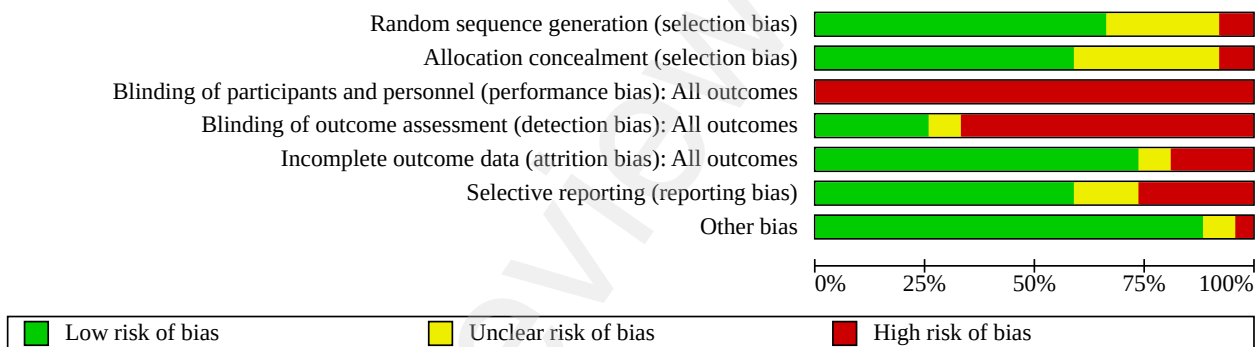 Random sequence generation (selection bias)
Allocation concealment (selection bias)
Blinding of participants and personnel (performance bias): All outcomes
Blinding of outcome assessment (detection bias): All outcomes
Incomplete outcome data (attrition bias): All outcomes
Selective reporting (reporting bias)
Other bias
0% 25% 50% 75% 100%
Low risk of bias Unclear risk of bias High risk of bias